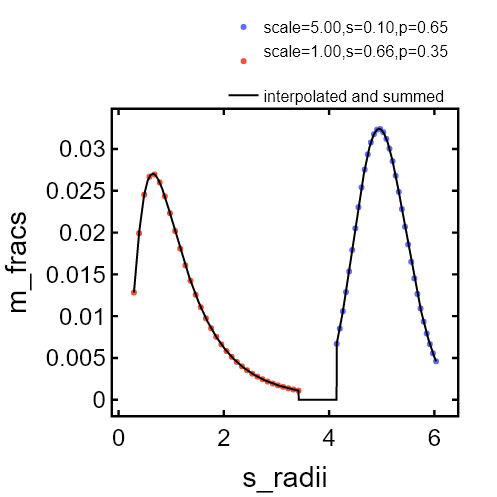 scale=5.00,s=0.10,p=0.65
scale=1.00,s=0.66,p=0.35
interpolated and summed
0.03
0.025
0.02
0.015
0.01
0.005
0
m_fracs
0 2 4 6
s_radii